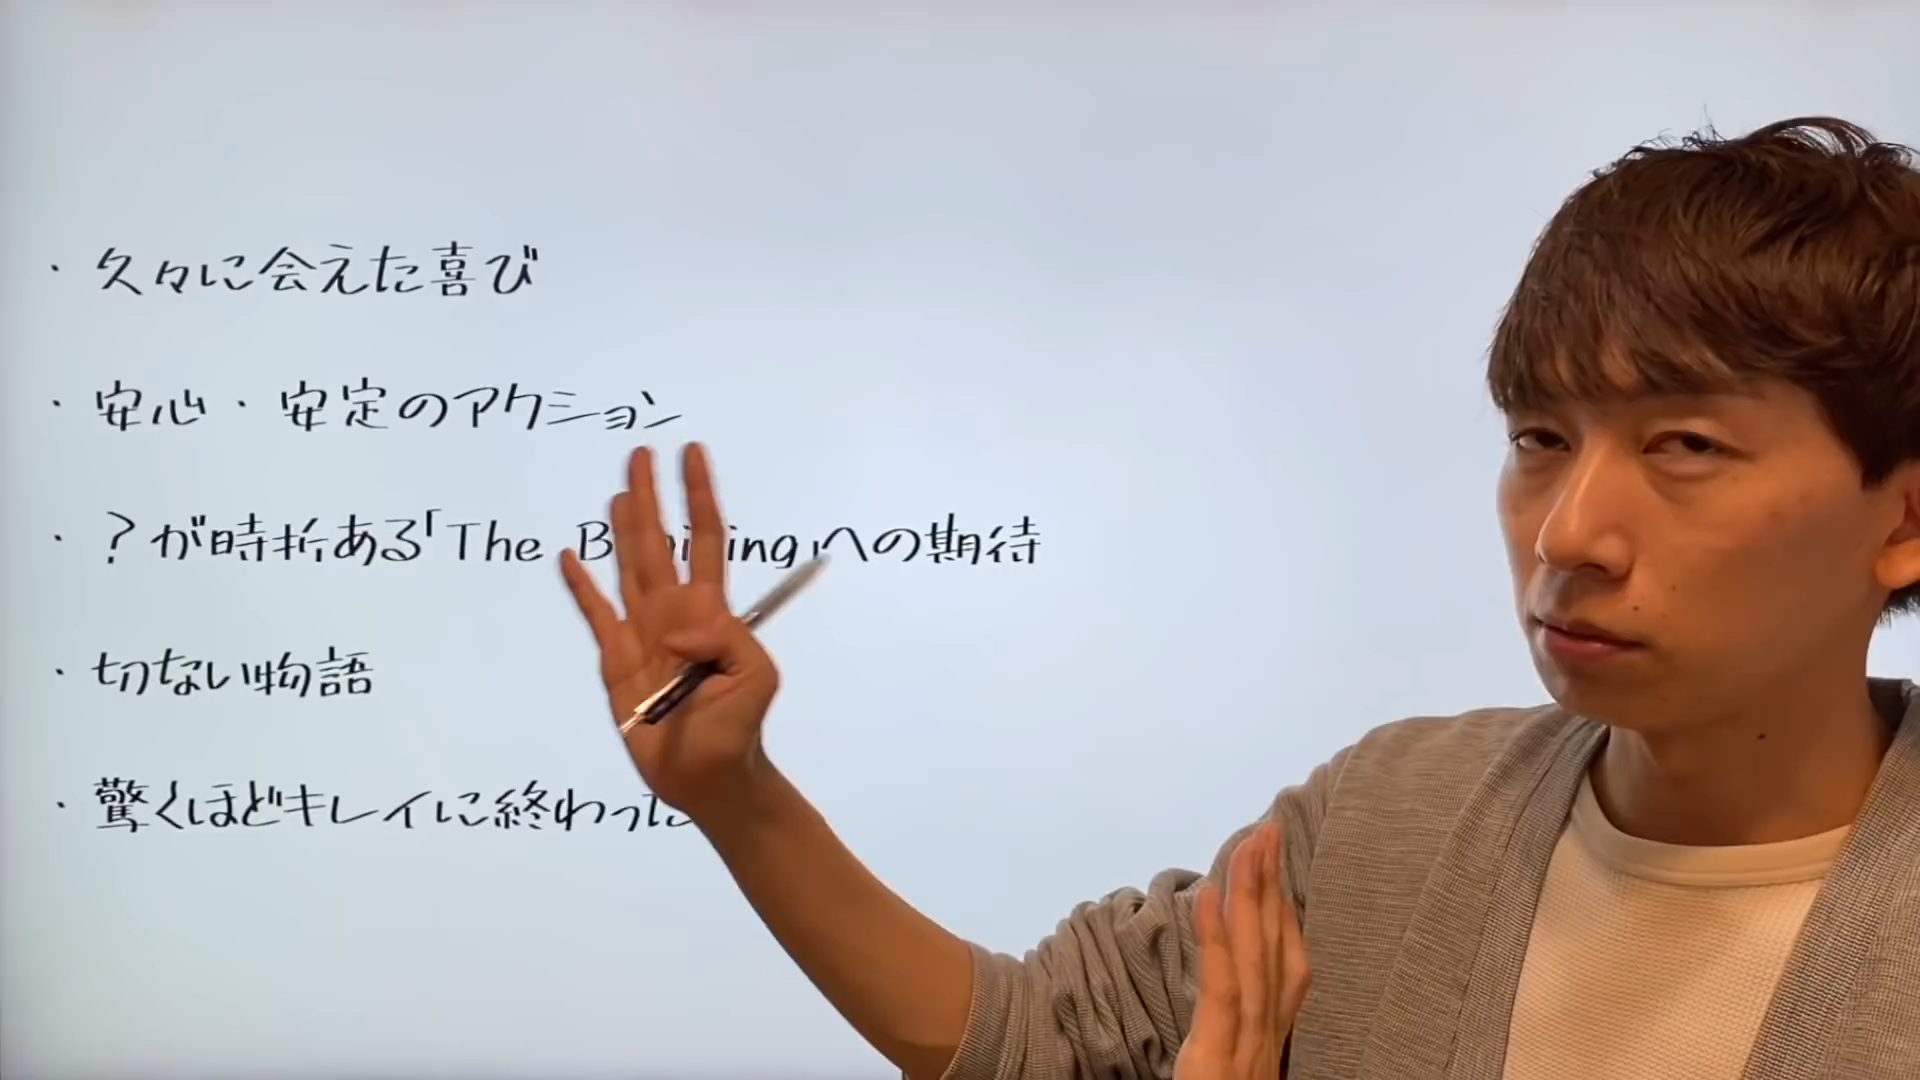 ・久々に会えた喜び
・安心・安定のアクション
・?が時折ある「The への期待
・切ない物語
・驚くほどキレイに終わった